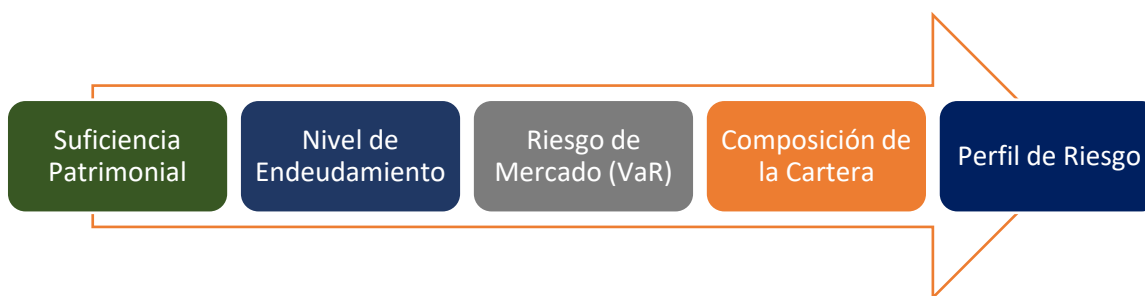 Suficiencia
Patrimonial
Nivel de
Endeudamiento
Riesgo de
Mercado (VaR)
Composición de
la Cartera
Perfil de Riesgo